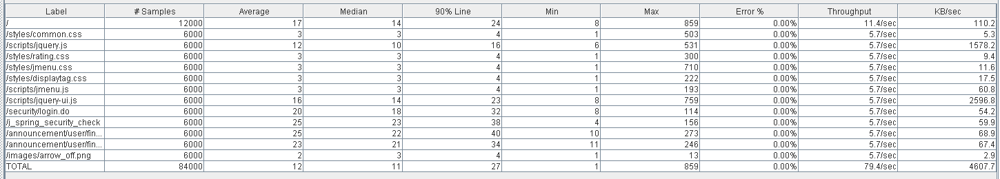 Label # Samples Average Median 90% Line Min Max Error % Throughput KB/sec
/ 12000 17 14 24 8 859 0.00% 11.4/sec 110.2
/styles/common.css 6000 3 3 4 1 503 0.00% 5.7/sec 5.3
/scripts/jquery.js 6000 12 10 16 6 531 0.00% 5.7/sec 1578.2
/styles/rating.css 6000 3 3 4 1 300 0.00% 5.7/sec 9.4
/styles/jmenu.css 6000 3 3 4 1 710 0.00% 5.7/sec 11.6
/styles/displaytag.css 6000 3 3 4 1 222 0.00% 5.7/sec 17.5
/scripts/jmenu.js 6000 3 3 4 1 193 0.00% 5.7/sec 60.8
/scripts/jquery-ui.js 6000 16 14 23 8 759 0.00% 5.7/sec 2596.8
/security/login.do 6000 20 18 32 8 114 0.00% 5.7/sec 54.2
/j_spring_security_check 6000 25 23 38 4 156 0.00% 5.7/sec 59.9
/announcement/user/fin... 6000 25 22 40 10 273 0.00% 5.7/sec 68.9
/announcement/user/fin... 6000 23 21 34 11 246 0.00% 5.7/sec 67.4
/images/arrow_off.png 6000 2 3 4 1 13 0.00% 5.7/sec 2.9
TOTAL 84000 12 11 27 1 859 0.00% 79.4/sec 4607.7